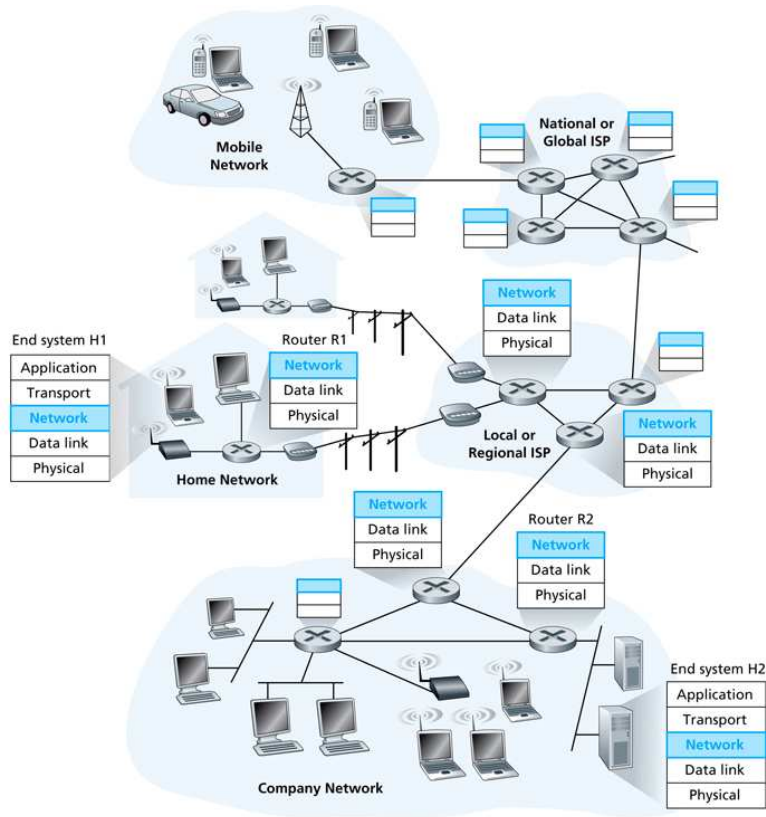 Mobile
Network
National or
Global ISP
Network
Data link
Physical
End system H1
Application
Transport
Network
Data link
Physical
Router R1
Network
Data link
Physical
Home Network
Local or
Regional ISP
Network
Data link
Physical
Network
Data link
Physical
Router R2
Network
Data link
Physical
End system H2
Application
Transport
Network
Data link
Physical
Company Network